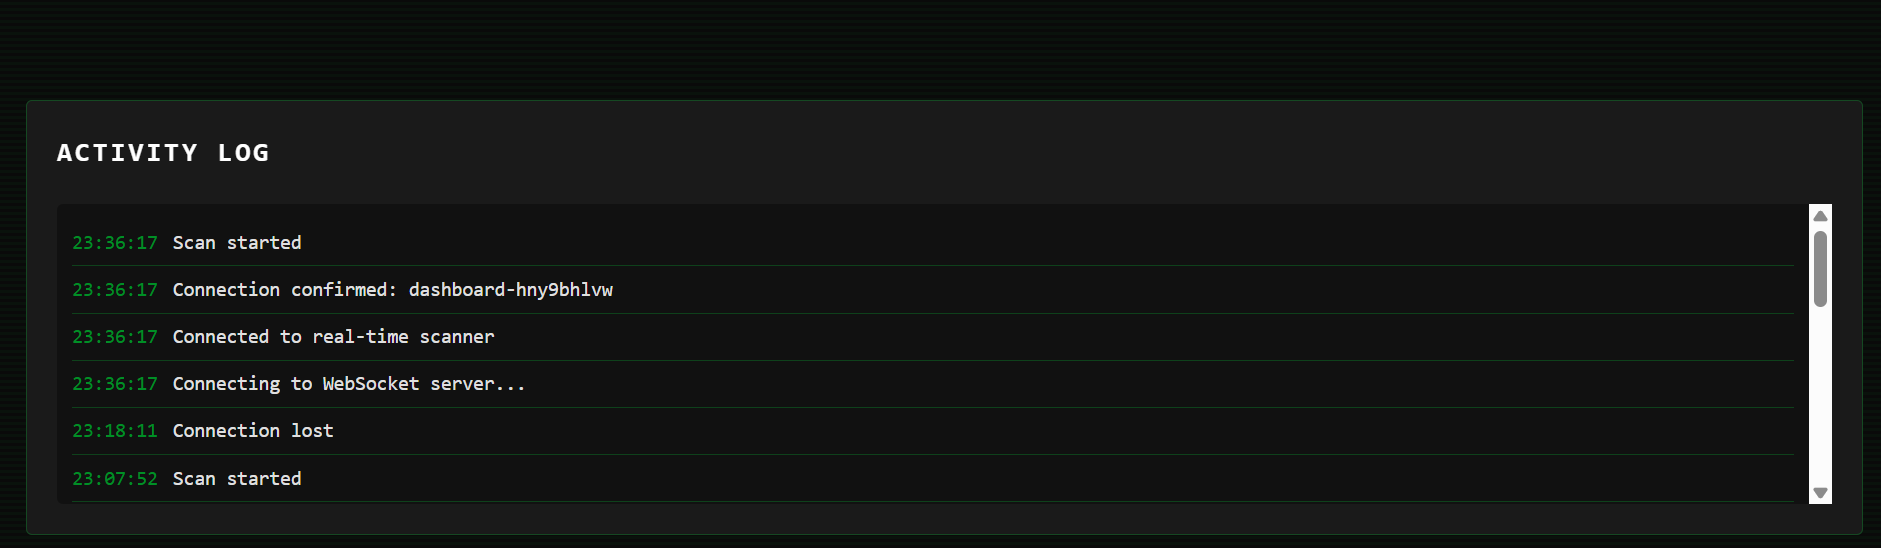 ACTIVITY LOG
23:36:17 Scan started
23:36:17 Connection confirmed: dashboard-hny9bhlvw
23:36:17 Connected to real-time scanner
23:36:17 Connecting to WebSocket server...
23:18:11 Connection lost
23:07:52 Scan started